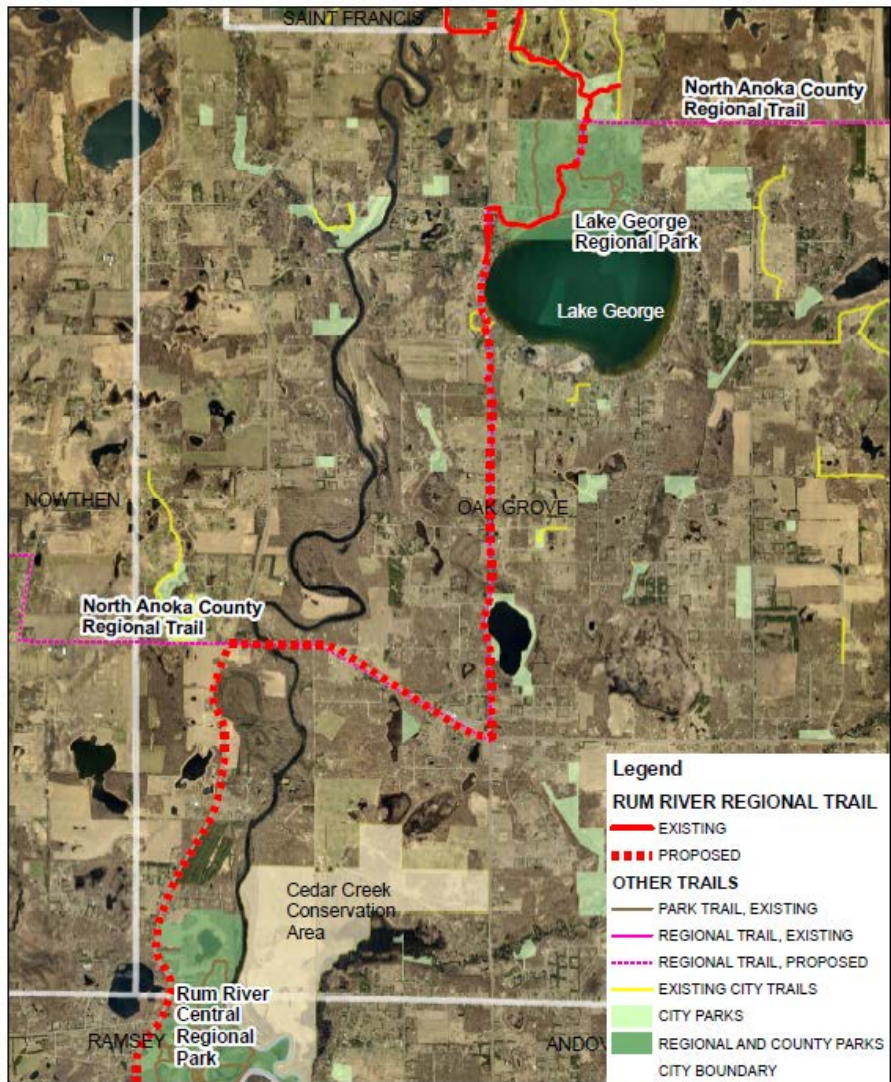 SAINT FRANCIS
North Anoka County
Regional Trail
Lake George
Regional Park
Lake George
NOWTHEN
OAK GROVE
North Anoka County
Regional Trail
Cedar Creek
Conservation
Area
Rum River
Central
Regional
Park
RAMSEY
ANDOV
Legend
RUM RIVER REGIONAL TRAIL
EXISTING
PROPOSED
OTHER TRAILS
PARK TRAIL, EXISTING
REGIONAL TRAIL, EXISTING
REGIONAL TRAIL, PROPOSED
EXISTING CITY TRAILS
CITY PARKS
REGIONAL AND COUNTY PARKS
CITY BOUNDARY